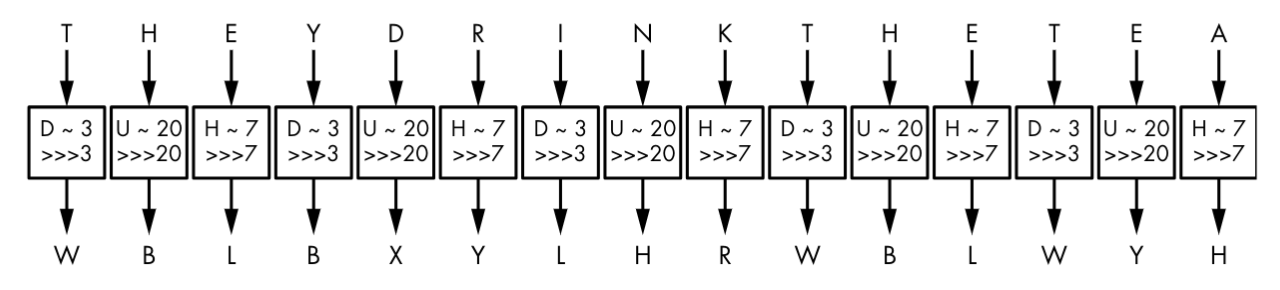 T H E Y D R I N K T H E T E A
D ~ 3 U ~ 20 H ~ 7 D ~ 3 U ~ 20 H ~ 7 D ~ 3 U ~ 20 H ~ 7 D ~ 3 U ~ 20 H ~ 7 D ~ 3 U ~ 20 H ~ 7
>>>3 >>>20 >>>7 >>>3 >>>20 >>>7 >>>3 >>>20 >>>7 >>>3 >>>20 >>>7 >>>3 >>>20 >>>7
W B L B X Y L H R W B L W Y H